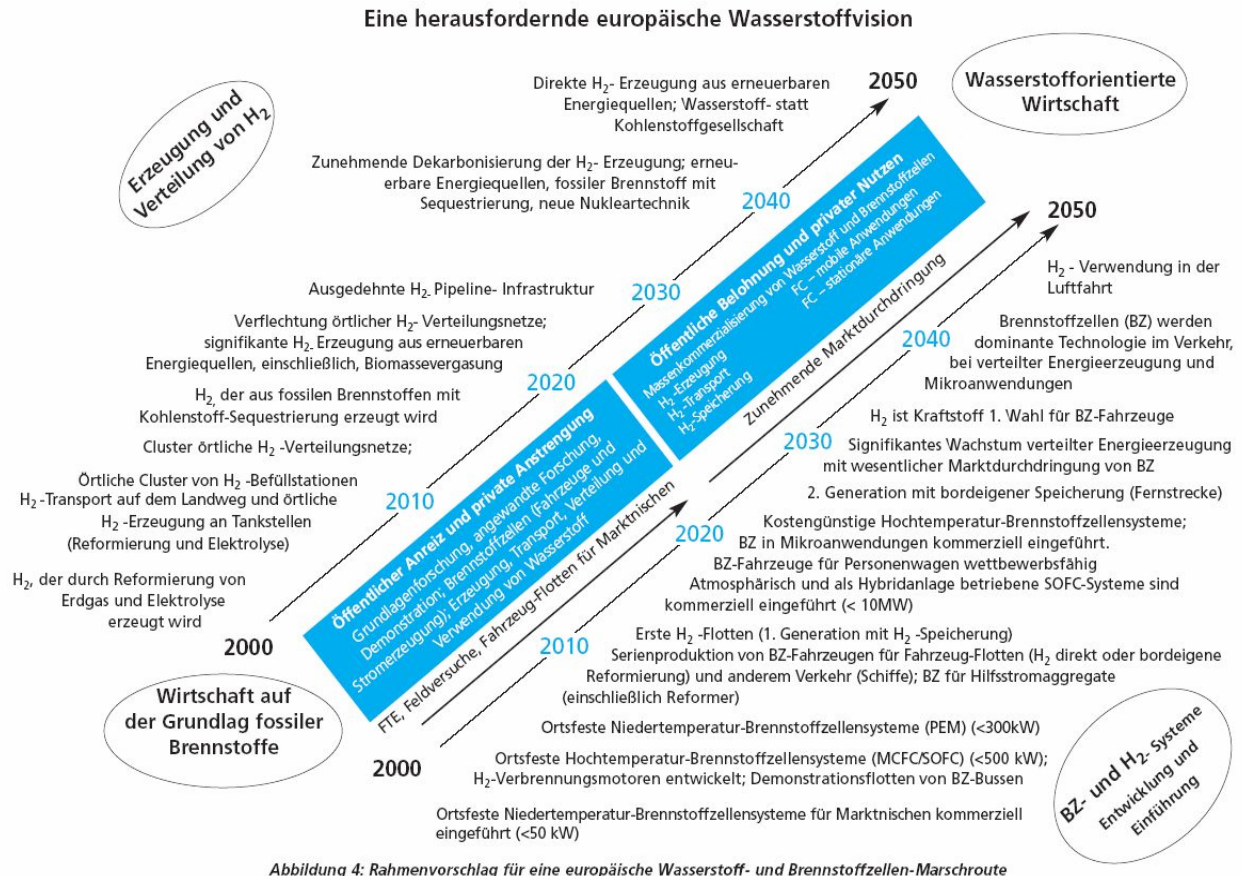 Eine herausfordernde europäische Wasserstoffvision
Erzeugung und
Verteilung von H₂
Direkte H₂- Erzeugung aus erneuerbaren
Energiequellen; Wasserstoff- statt
Kohlenstoffgesellschaft
2050
Wasserstofforientierte
Wirtschaft
Zunehmende Dekarbonisierung der H₂- Erzeugung; erneu-
erbare Energiequellen, fossiler Brennstoff mit
Sequestrierung, neue Nukleartechnik
2040
Ausgedehnte H₂- Pipeline- Infrastruktur
2030
Verflechtung örtlicher H₂- Verteilungsnetze;
signifikante H₂- Erzeugung aus erneuerbaren
Energiequellen, einschließlich, Biomassevergasung
2020
H₂, der aus fossilen Brennstoffen mit
Kohlenstoff-Sequestrierung erzeugt wird
Cluster örtliche H₂ -Verteilungsnetze;
Örtliche Cluster von H₂ -Befüllstationen
H₂ -Transport auf dem Landweg und örtliche
H₂ -Erzeugung an Tankstellen
(Reformierung und Elektrolyse)
2010
H₂, der durch Reformierung von
Erdgas und Elektrolyse
erzeugt wird
2000
Wirtschaft auf
der Grundlag fossiler
Brennstoffe
Öffentliche Belohnung und privater Nutzen
Massenkommerzialisierung von Wasserstoff und Brennstoffzellen
FC – mobile Anwendungen
FC – stationäre Anwendungen
H₂-Erzeugung
H₂-Transport
H₂-Speicherung
Öffentlicher Anreiz und private Anstrengung
Grundlagenforschung, angewandte Forschung,
Demonstration; Brennstofzellen (Fahrzeuge und
Stromerzeugung); Erzeugung, Transport, Verteilung und
Verwendung von Wasserstoff
Zunehmende Marktdurchdringung
FTE, Feldversuche, Fahrzeug-Flotten für Marktnischen
2050
H₂ - Verwendung in der
Luftfahrt
2040
Brennstoffzellen (BZ) werden
dominante Technologie im Verkehr,
bei verteilter Energieerzeugung und
Mikroanwendungen
H₂ ist Kraftstoff 1. Wahl für BZ-Fahrzeuge
2030
Signifikantes Wachstum verteilter Energieerzeugung
mit wesentlicher Marktdurchdringung von BZ
2. Generation mit bordeigener Speicherung (Fernstrecke)
2020
Kostengünstige Hochtemperatur-Brennstoffzellensysteme;
BZ in Mikroanwendungen kommerziell eingeführt.
BZ-Fahrzeuge für Personenwagen wettbewerbsfähig
Atmosphärisch und als Hybridanlage betriebene SOFC-Systeme sind
kommerziell eingeführt (< 10MW)
2010
Erste H₂ -Flotten (1. Generation mit H₂ -Speicherung)
Serienproduktion von BZ-Fahrzeugen für Fahrzeug-Flotten (H₂ direkt oder bordeigene
Reformierung) und anderem Verkehr (Schiffe); BZ für Hilfsstromaggregate
(einschließlich Reformer)
Ortsfeste Niedertemperatur-Brennstoffzellensysteme (PEM) (<300kW)
2000
Ortsfeste Hochtemperatur-Brennstoffzellensysteme (MCFC/SOFC) (<500 kW);
H₂-Verbrennungsmotoren entwickelt; Demonstrationsflotten von BZ-Bussen
Ortsfeste Niedertemperatur-Brennstoffzellensysteme für Marktnischen kommerziell
eingeführt (<50 kW)
BZ- und H₂- Systeme
Entwicklung und
Einführung
Abbildung 4: Rahmenvorschlag für eine europäische Wasserstoff- und Brennstoffzellen-Marschroute